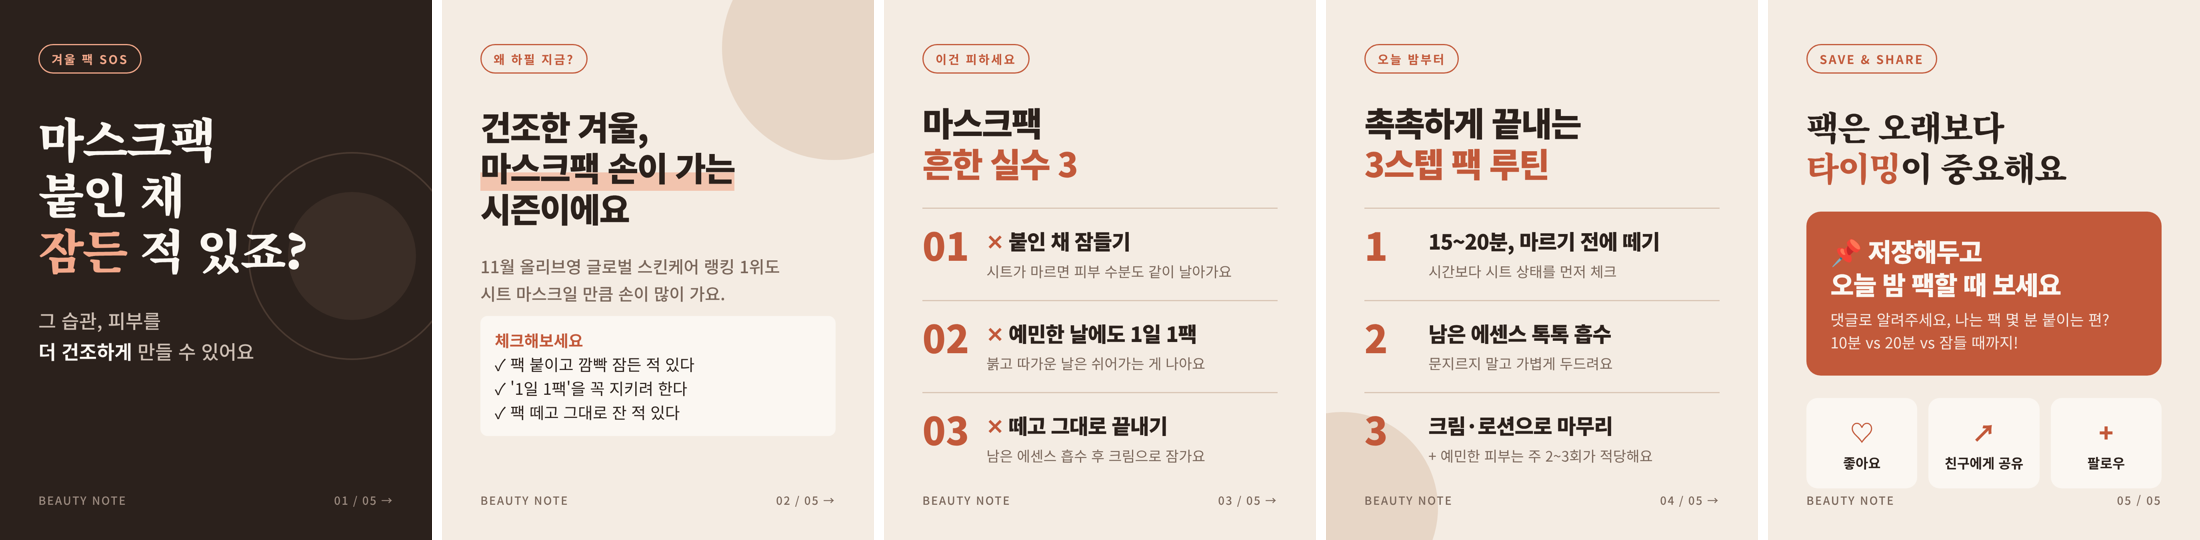 겨울 팩 SOS
마스크팩
붙인 채
잠든 적 있죠?
그 습관, 피부를
더 건조하게 만들 수 있어요
BEAUTY NOTE
01 / 05 →
왜 하필 지금?
건조한 겨울,
마스크팩 손이 가는
시즌이에요
11월 올리브영 글로벌 스킨케어 랭킹 1위도
시트 마스크일 만큼 손이 많이 가요.
체크해보세요
✓ 팩 붙이고 깜빡 잠든 적 있다
✓ '1일 1팩'을 꼭 지키려 한다
✓ 팩 떼고 그대로 잔 적 있다
BEAUTY NOTE
02 / 05 →
이건 피하세요
마스크팩
흔한 실수 3
01
× 붙인 채 잠들기
시트가 마르면 피부 수분도 같이 날아가요
02
× 예민한 날에도 1일 1팩
붉고 따가운 날은 쉬어가는 게 나아요
03
× 떼고 그대로 끝내기
남은 에센스 흡수 후 크림으로 잠가요
BEAUTY NOTE
03 / 05 →
오늘 밤부터
촉촉하게 끝내는
3스텝 팩 루틴
1
15~20분, 마르기 전에 떼기
시간보다 시트 상태를 먼저 체크
2
남은 에센스 톡톡 흡수
문지르지 말고 가볍게 두드려요
3
크림·로션으로 마무리
+ 예민한 피부는 주 2~3회가 적당해요
BEAUTY NOTE
04 / 05 →
SAVE & SHARE
팩은 오래보다
타이밍이 중요해요
📌 저장해두고
오늘 밤 팩할 때 보세요
댓글로 알려주세요, 나는 팩 몇 분 붙이는 편?
10분 vs 20분 vs 잠들 때까지!
♡
좋아요
↗
친구에게 공유
+
팔로우
BEAUTY NOTE
05 / 05